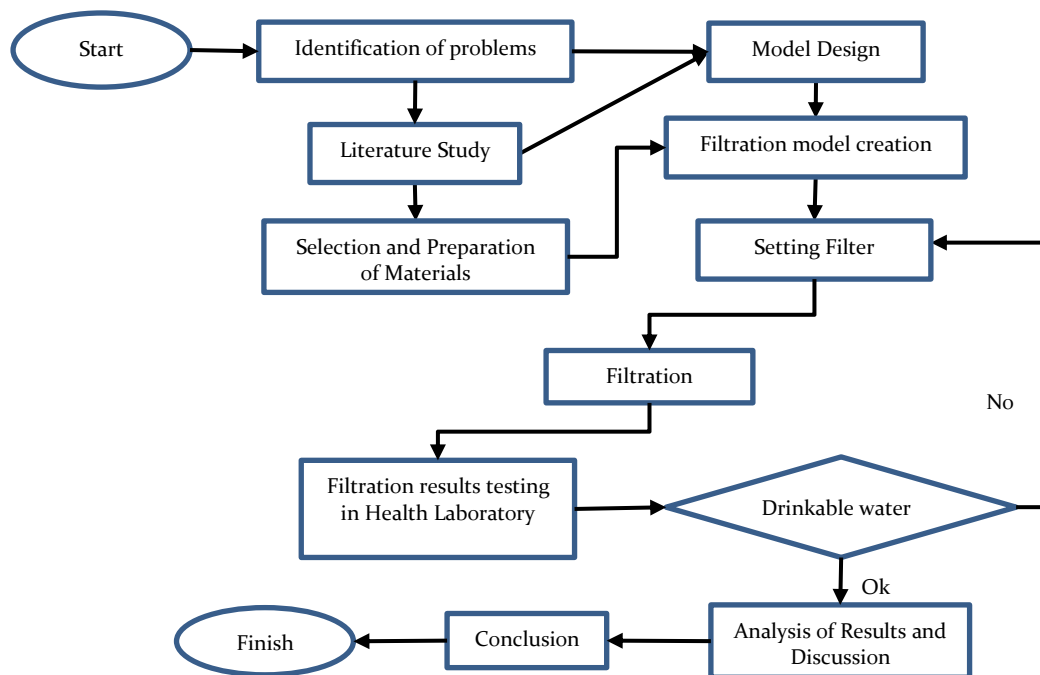 Start
Identification of problems
Model Design
Literature Study
Filtration model creation
Selection and Preparation
of Materials
Setting Filter
Filtration
No
Filtration results testing
in Health Laboratory
Drinkable water
Ok
Analysis of Results and
Discussion
Conclusion
Finish